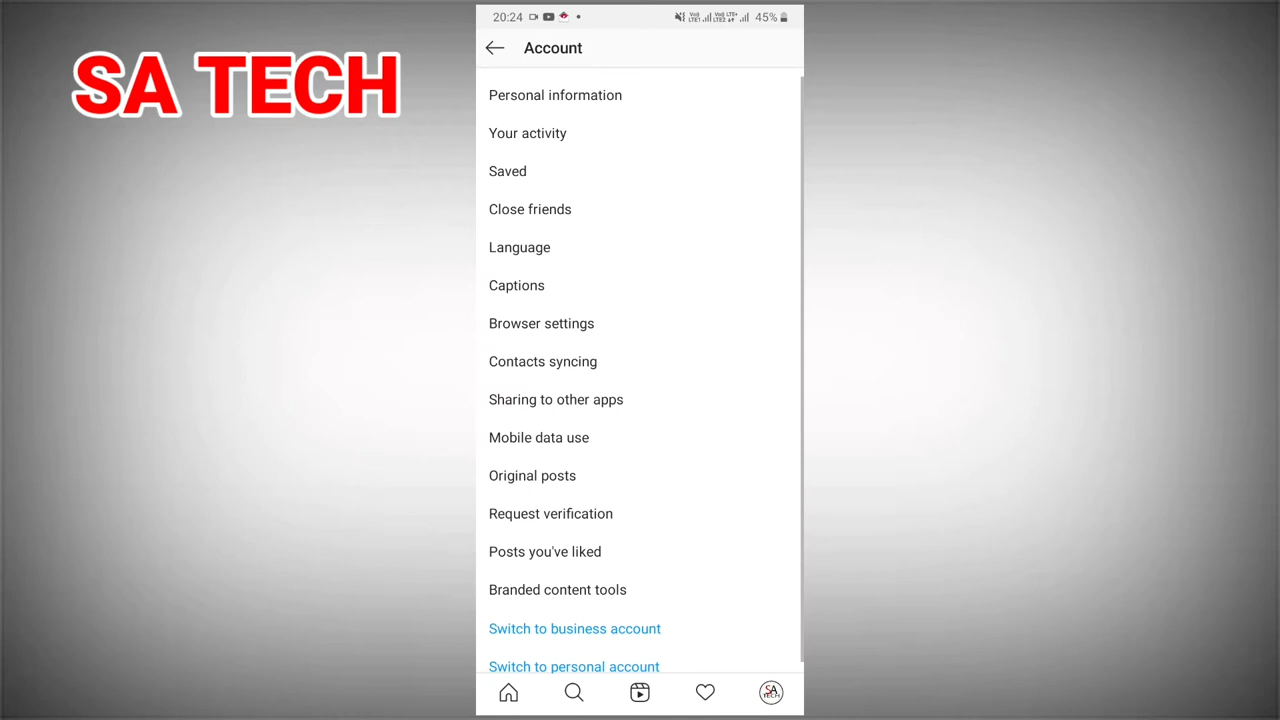 SA TECH
20:24
45%
Account
Personal information
Your activity
Saved
Close friends
Language
Captions
Browser settings
Contacts syncing
Sharing to other apps
Mobile data use
Original posts
Request verification
Posts you've liked
Branded content tools
Switch to business account
Switch to personal account
SA
TECH